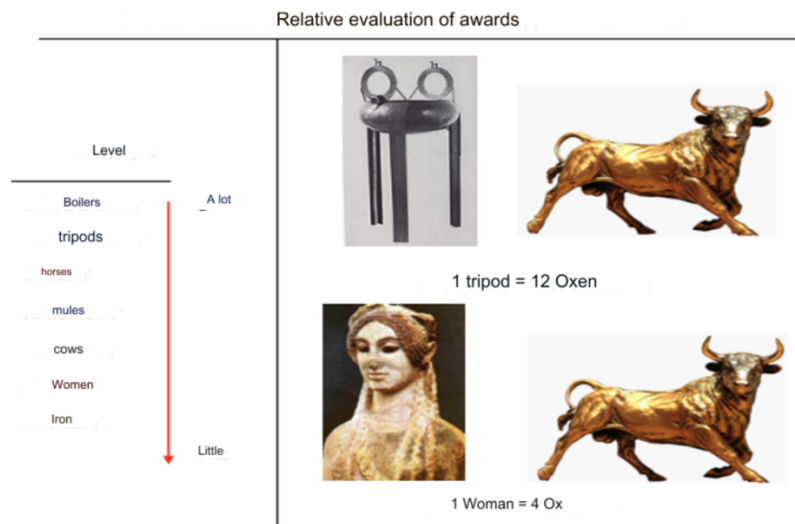 Relative evaluation of awards
Level
Boilers
A lot
tripods
horses
mules
cows
Women
Iron
Little
1 tripod = 12 Oxen
1 Woman = 4 Ox